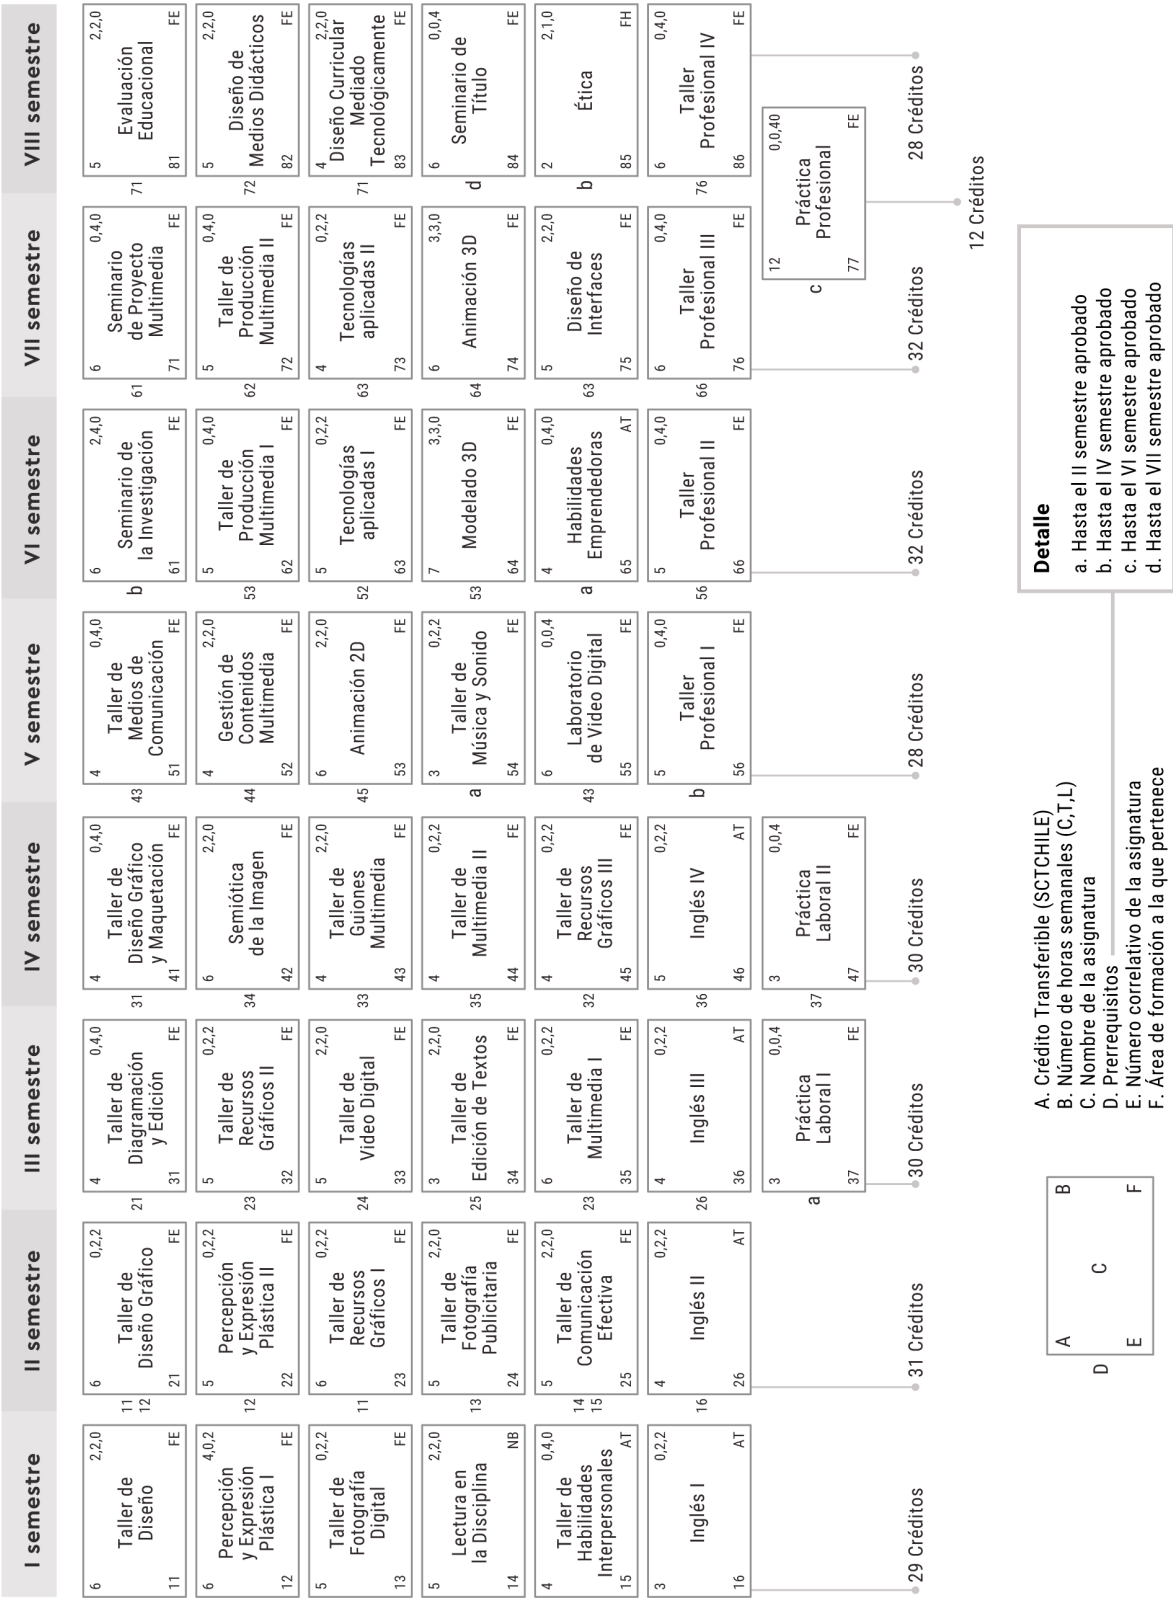 I semestre
II semestre
III semestre
IV semestre
V semestre
VI semestre
VII semestre
VIII semestre
6 2,2,0
Taller de
Diseño
11 FE
6 4,0,2
Percepción
y Expresión
Plástica I
12 FE
5 0,2,2
Taller de
Fotografía
Digital
13 FE
5 2,2,0
Lectura en
la Disciplina
14 NB
4 0,4,0
Taller de
Habilidades
Interpersonales
15 AT
3 0,2,2
Inglés I
16 AT
29 Créditos
11
12
6 0,2,2
Taller de
Diseño Gráfico
21 FE
12
5 0,2,2
Percepción
y Expresión
Plástica II
22 FE
11
6 0,2,2
Taller de
Recursos
Gráficos I
23 FE
13
5 2,2,0
Taller de
Fotografía
Publicitaria
24 FE
14
15
5 2,2,0
Taller de
Comunicación
Efectiva
25 FE
16
4 0,2,2
Inglés II
26 AT
31 Créditos
21
4 0,4,0
Taller de
Diagramación
y Edición
31 FE
23
5 0,2,2
Taller de
Recursos
Gráficos II
32 FE
24
5 2,2,0
Taller de
Video Digital
33 FE
25
3 2,2,0
Taller de
Edición de Textos
34 FE
23
6 0,2,2
Taller de
Multimedia I
35 FE
26
4 0,2,2
Inglés III
36 AT
a
3 0,0,4
Práctica
Laboral I
37 FE
30 Créditos
31
4 0,4,0
Taller de
Diseño Gráfico
y Maquetación
41 FE
34
6 2,2,0
Semiótica
de la Imagen
42 FE
33
4 2,2,0
Taller de
Guiones
Multimedia
43 FE
35
4 0,2,2
Taller de
Multimedia II
44 FE
32
4 0,2,2
Taller de
Recursos
Gráficos III
45 FE
36
5 0,2,2
Inglés IV
46 AT
37
3 0,0,4
Práctica
Laboral II
47 FE
30 Créditos
43
4 0,4,0
Taller de
Medios de
Comunicación
51 FE
44
4 2,2,0
Gestión de
Contenidos
Multimedia
52 FE
45
6 2,2,0
Animación 2D
53 FE
a
3 0,2,2
Taller de
Música y Sonido
54 FE
43
6 0,0,4
Laboratorio
de Video Digital
55 FE
b
5 0,4,0
Taller
Profesional I
56 FE
28 Créditos
b
6 2,4,0
Seminario de
la Investigación
61 FE
53
5 0,4,0
Taller de
Producción
Multimedia I
62 FE
52
5 0,2,2
Tecnologías
aplicadas I
63 FE
53
7 3,3,0
Modelado 3D
64 FE
a
4 0,4,0
Habilidades
Emprendedoras
65 AT
56
5 0,4,0
Taller
Profesional II
66 FE
32 Créditos
61
6 0,4,0
Seminario
de Proyecto
Multimedia
71 FE
62
5 0,4,0
Taller de
Producción
Multimedia II
72 FE
63
4 0,2,2
Tecnologías
aplicadas II
73 FE
64
6 3,3,0
Animación 3D
74 FE
63
5 2,2,0
Diseño de
Interfaces
75 FE
66
6 0,4,0
Taller
Profesional III
76 FE
32 Créditos
c
12 0,0,40
Práctica
Profesional
77 FE
12 Créditos
71
5 2,2,0
Evaluación
Educacional
81 FE
72
5 2,2,0
Diseño de
Medios Didácticos
82 FE
71
4 2,2,0
Diseño Curricular
Mediado
Tecnológicamente
83 FE
d
6 0,0,4
Seminario de
Título
84 FE
b
2 2,1,0
Ética
85 FH
76
6 0,4,0
Taller
Profesional IV
86 FE
28 Créditos
A B
C
D
E F
A. Crédito Transferible (SCTCHILE)
B. Número de horas semanales (C,T,L)
C. Nombre de la asignatura
D. Prerrequisitos
E. Número correlativo de la asignatura
F. Área de formación a la que pertenece
Detalle
a. Hasta el II semestre aprobado
b. Hasta el IV semestre aprobado
c. Hasta el VI semestre aprobado
d. Hasta el VII semestre aprobado